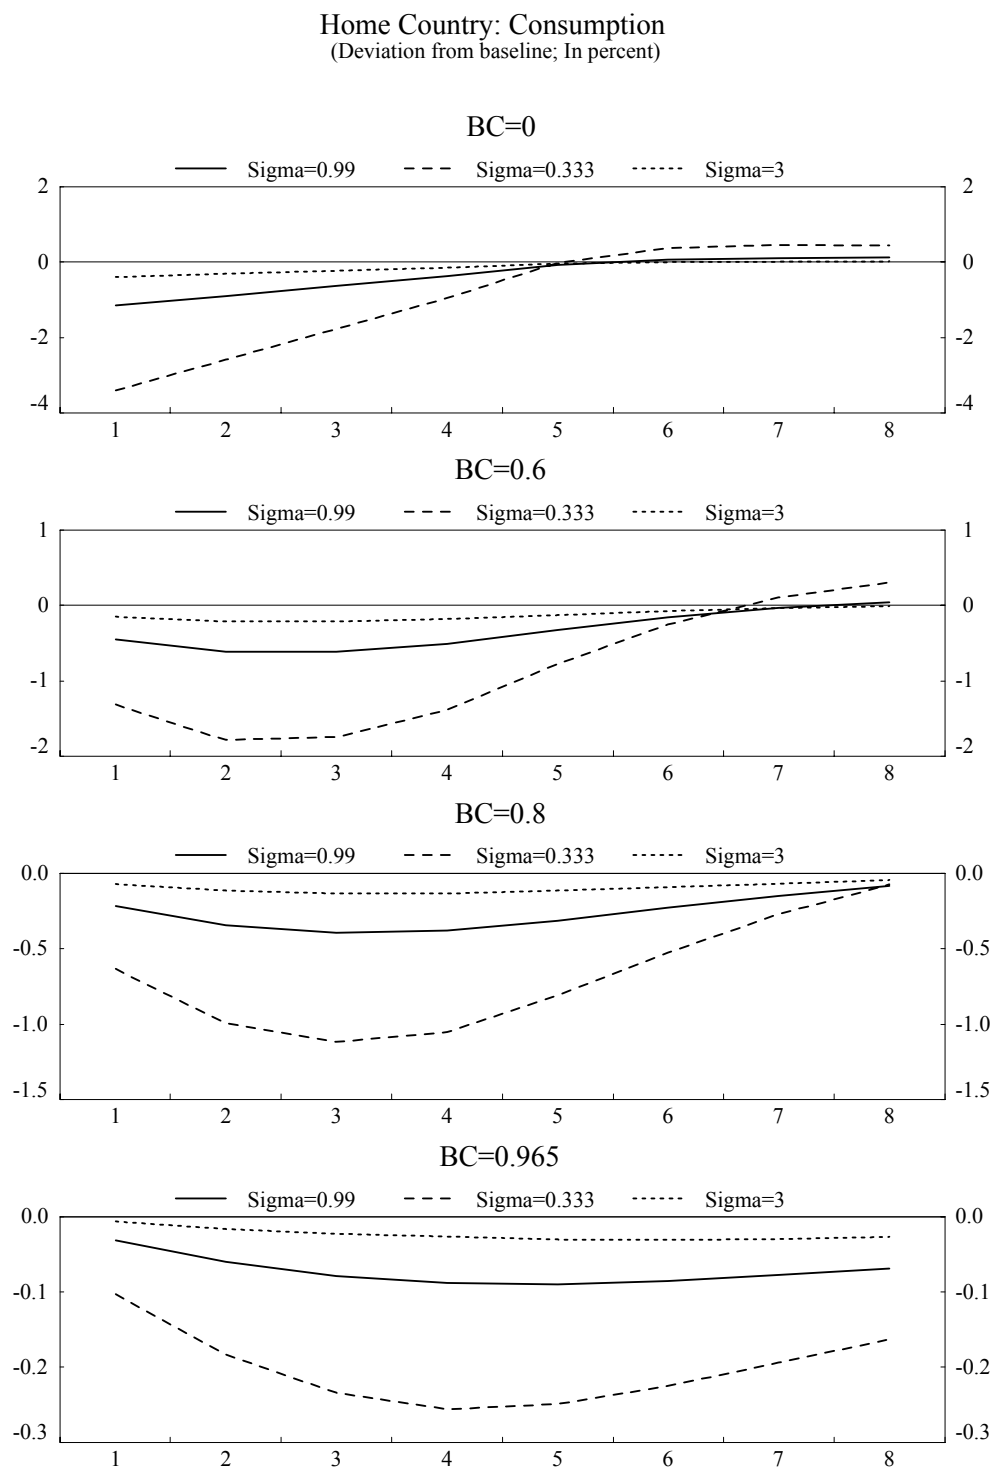 Home Country: Consumption
(Deviation from baseline; In percent)
BC=0
Sigma=0.99 Sigma=0.333 Sigma=3
2 2
0 0
-2 -2
-4 -4
1 2 3 4 5 6 7 8
BC=0.6
Sigma=0.99 Sigma=0.333 Sigma=3
1 1
0 0
-1 -1
-2 -2
1 2 3 4 5 6 7 8
BC=0.8
Sigma=0.99 Sigma=0.333 Sigma=3
0.0 0.0
-0.5 -0.5
-1.0 -1.0
-1.5 -1.5
1 2 3 4 5 6 7 8
BC=0.965
Sigma=0.99 Sigma=0.333 Sigma=3
0.0 0.0
-0.1 -0.1
-0.2 -0.2
-0.3 -0.3
1 2 3 4 5 6 7 8